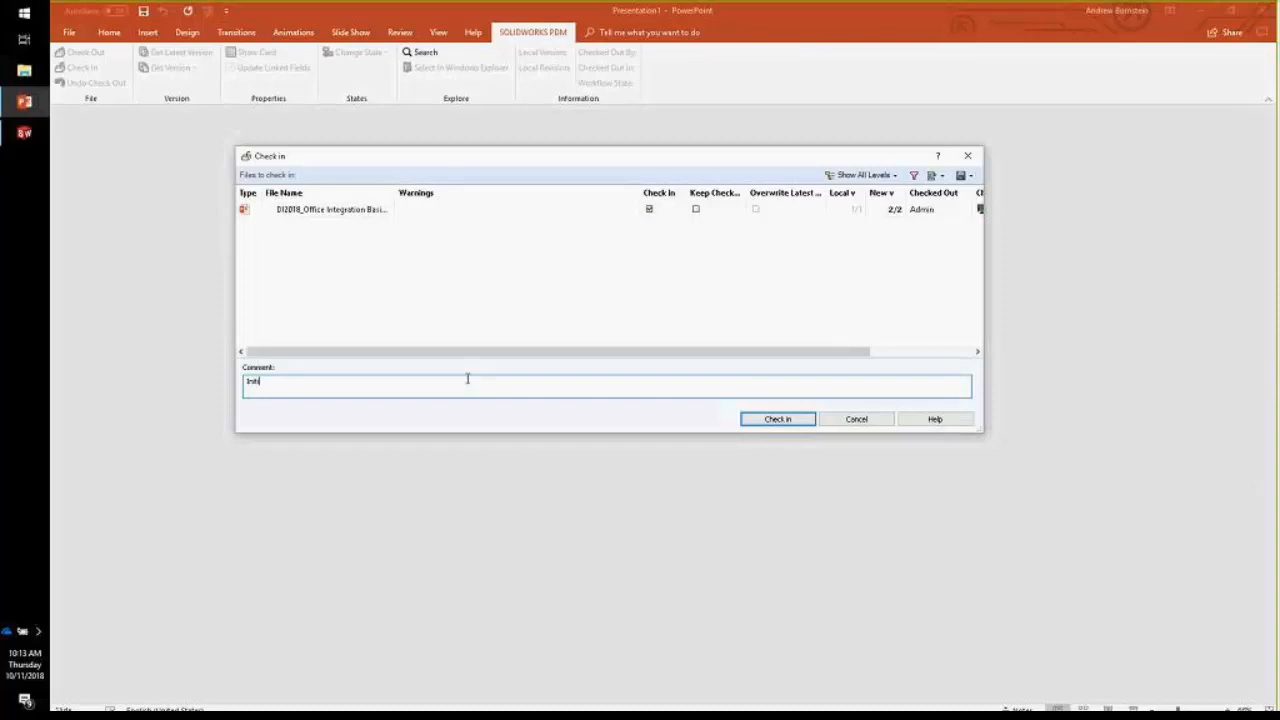 Presentation1 - PowerPoint
Andrew Bornstein
File Home Insert Design Transitions Animations Slide Show Review View Help SOLIDWORKS PDM Tell me what you want to do Share
Check Out Get Latest Version Show Card Change State Search Local Versions Checked Out By
Check In Get Version Update Linked Fields Select In Windows Explorer Local Revisions Checked Out In
Undo Check Out Workflow State
File Version Properties States Explore Information
Check in ?
Files to check in: Show All Levels
Type File Name Warnings Check In Keep Check... Overwrite Latest ... Local v New v Checked Out
DI2018_Office Integration Basi... 1/1 2/2 Admin
Comment:
Initi
Check in Cancel Help
10:13 AM
Thursday
10/11/2018
English (United States) Notes